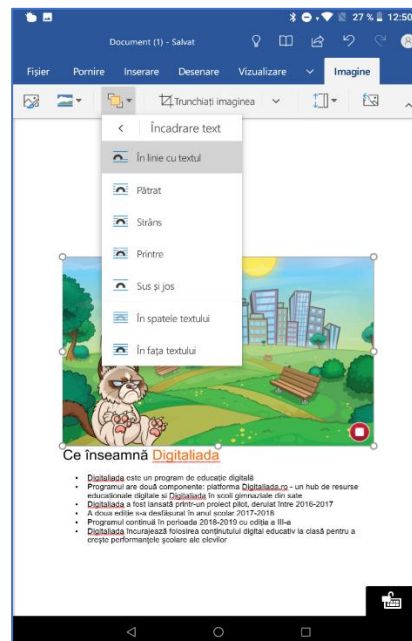 27 % 12:50
Document (1) - Salvat
Fișier Pornire Inserare Desenare Vizualizare Imagine
Trunchiați imaginea
Încadrare text
În linie cu textul
Pătrat
Strâns
Printre
Sus și jos
În spatele textului
În fața textului
Ce înseamnă Digitaliada
• Digitaliada este un program de educație digitală
• Programul are două componente: platforma Digitaliada.ro - un hub de resurse
educaționale digitale si Digitaliada în scoli gimnaziale din sate
• Digitaliada a fost lansată printr-un proiect pilot, derulat între 2016-2017
• A doua ediție s-a desfășurat în anul scolar 2017-2018
• Programul continuă în perioada 2018-2019 cu ediția a III-a
• Digitaliada încurajează folosirea conținutului digital educativ la clasă pentru a
crește performanțele școlare ale elevilor